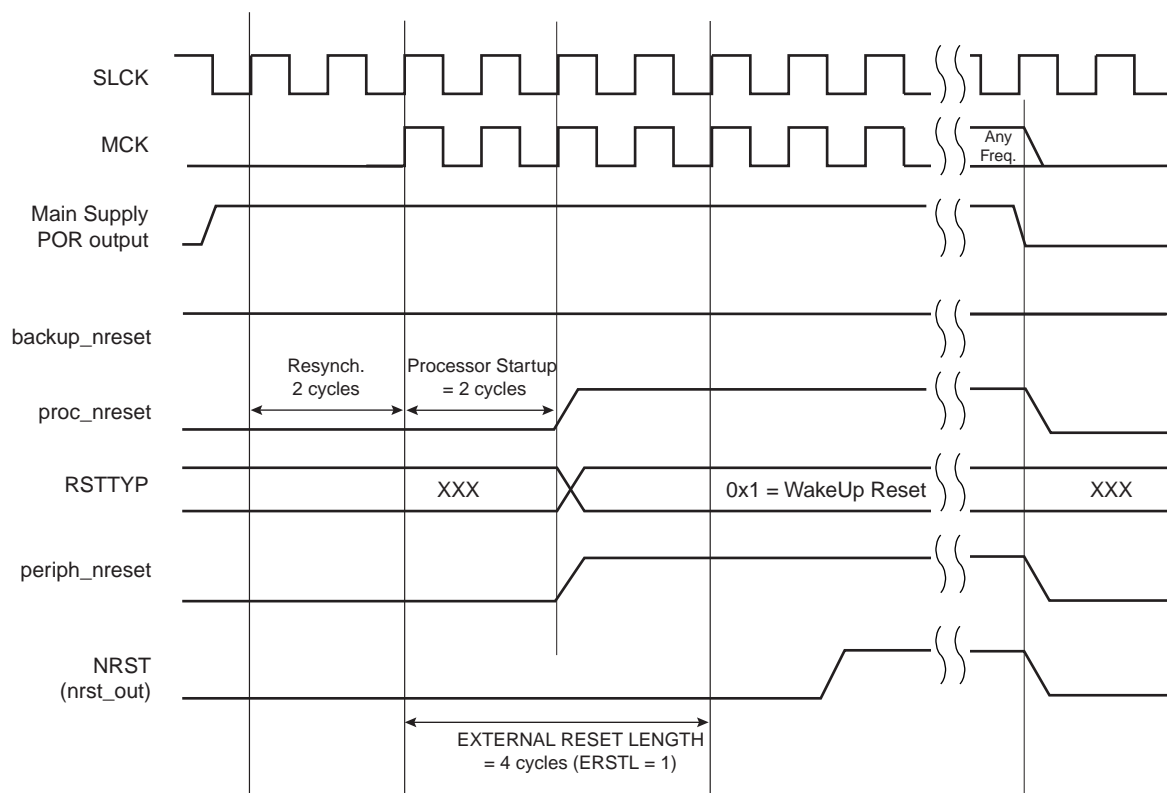 SLCK
MCK
Any
Freq.
Main Supply
POR output
backup_nreset
Resynch.
2 cycles
Processor Startup
= 2 cycles
proc_nreset
RSTTYP
XXX
0x1 = WakeUp Reset
XXX
periph_nreset
NRST
(nrst_out)
EXTERNAL RESET LENGTH
= 4 cycles (ERSTL = 1)